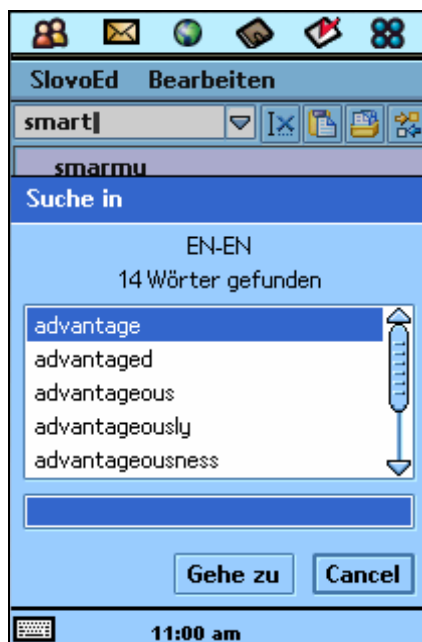 SlovoEd Bearbeiten
smart
smarmu
Suche in
EN-EN
14 Wörter gefunden
advantage
advantaged
advantageous
advantageously
advantageousness
Gehe zu Cancel
11:00 am